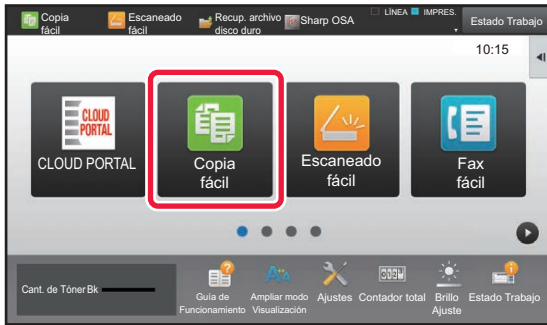 Copia
fácil
Escaneado
fácil
Recup. archivo
disco duro
Sharp OSA
LÍNEA
IMPRES.
Estado Trabajo
10:15
CLOUD
PORTAL
CLOUD PORTAL
Copia
fácil
Escaneado
fácil
Fax
fácil
Cant. de Tóner Bk
Guía de
Funcionamiento
Ampliar modo
Visualización
Ajustes
Contador total
Brillo
Ajuste
Estado Trabajo